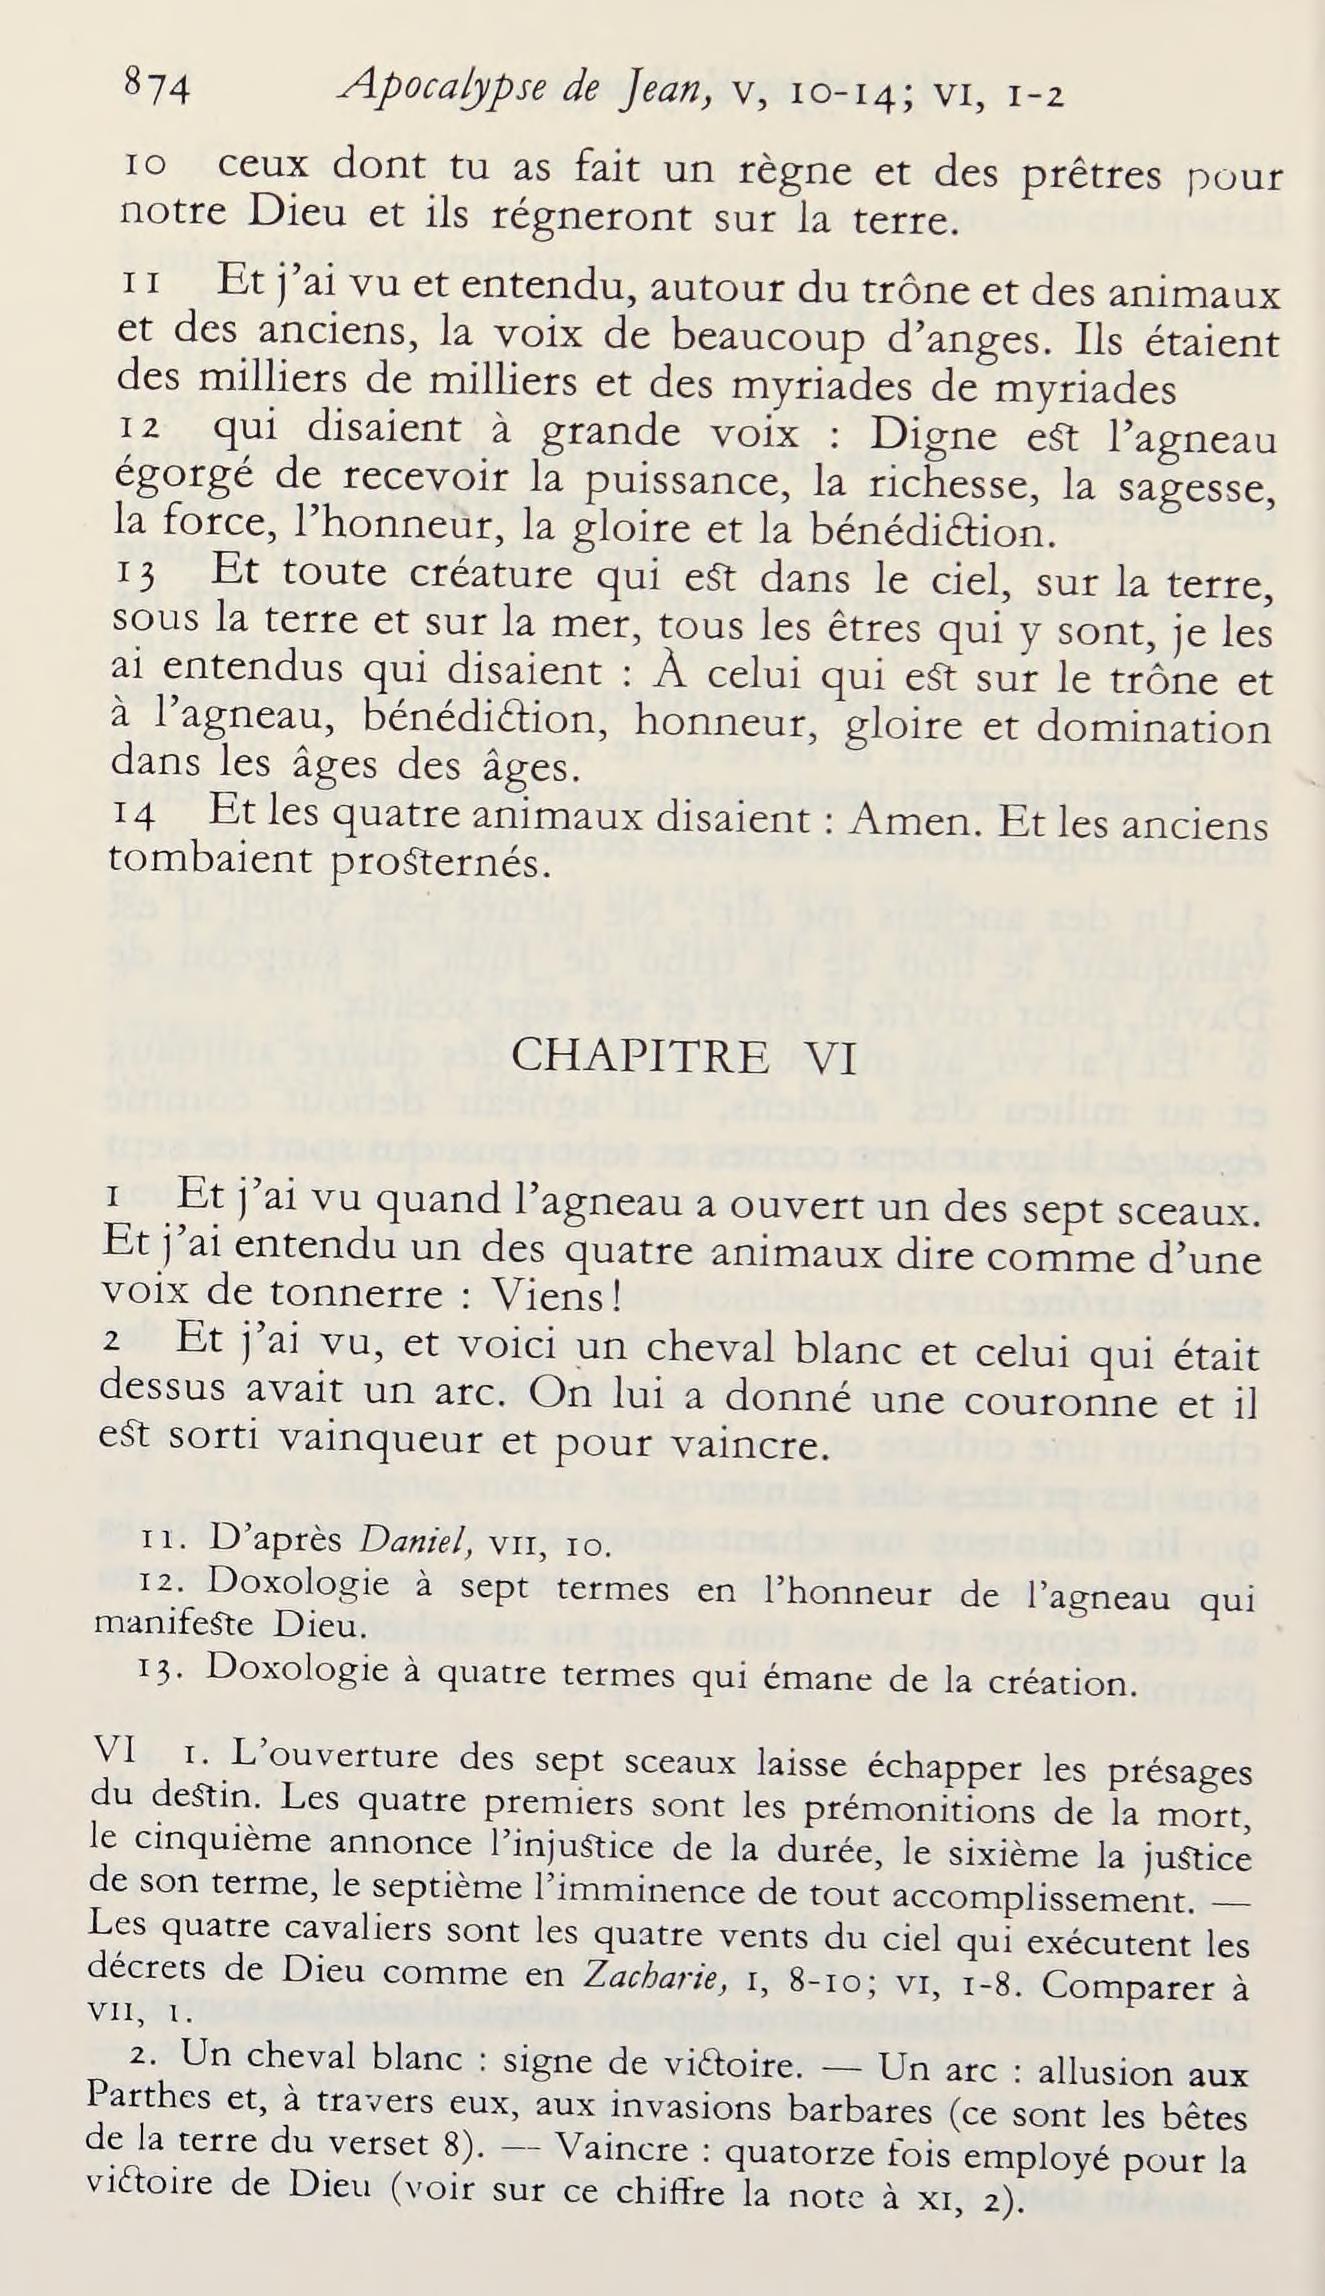 874 Apocalypse de Jean, V, 10-14; VI, 1-2
10 ceux dont tu as fait un règne et des prêtres pour
notre Dieu et ils régneront sur la terre.
11 Et j’ai vu et entendu, autour du trône et des animaux
et des anciens, la voix de beaucoup d’anges. Ils étaient
des milliers de milliers et des myriades de myriades
12 qui disaient à grande voix : Digne est l’agneau
égorgé de recevoir la puissance, la richesse, la sagesse,
la force, l’honneur, la gloire et la bénédiction.
13 Et toute créature qui est dans le ciel, sur la terre,
sous la terre et sur la mer, tous les êtres qui y sont, je les
ai entendus qui disaient : À celui qui est sur le trône et
à l’agneau, bénédiction, honneur, gloire et domination
dans les âges des âges.
14 Et les quatre animaux disaient : Amen. Et les anciens
tombaient prosternés.
CHAPITRE VI
1 Et j’ai vu quand l’agneau a ouvert un des sept sceaux.
Et j’ai entendu un des quatre animaux dire comme d’une
voix de tonnerre : Viens !
2 Et j’ai vu, et voici un cheval blanc et celui qui était
dessus avait un arc. On lui a donné une couronne et il
est sorti vainqueur et pour vaincre.
11. D’après Daniel, VII, 10.
12. Doxologie à sept termes en l’honneur de l’agneau qui
manifeste Dieu.
13. Doxologie à quatre termes qui émane de la création.
VI 1. L’ouverture des sept sceaux laisse échapper les présages
du destin. Les quatre premiers sont les prémonitions de la mort,
le cinquième annonce l’injustice de la durée, le sixième la justice
de son terme, le septième l’imminence de tout accomplissement. —
Les quatre cavaliers sont les quatre vents du ciel qui exécutent les
décrets de Dieu comme en Zacharie, I, 8-10; VI, 1-8. Comparer à
VII, 1.
2. Un cheval blanc : signe de victoire. — Un arc : allusion aux
Parthes et, à travers eux, aux invasions barbares (ce sont les bêtes
de la terre du verset 8). — Vaincre : quatorze fois employé pour la
victoire de Dieu (voir sur ce chiffre la note à XI, 2).